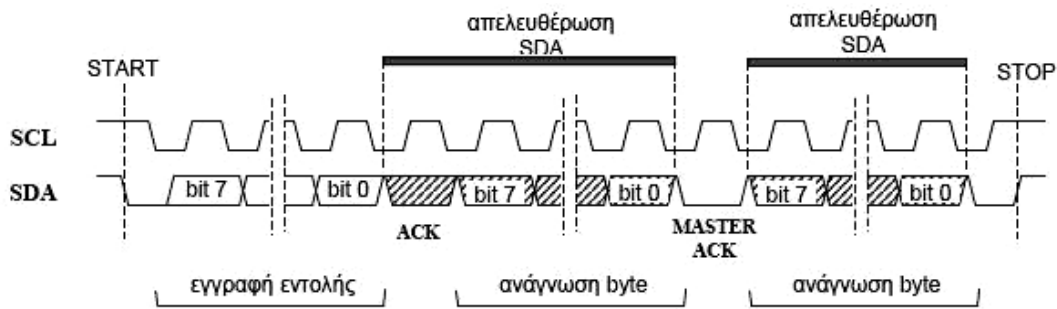 απελευθέρωση
SDA
απελευθέρωση
SDA
START
STOP
SCL
SDA
bit 7
bit 0
bit 7
bit 0
bit 7
bit 0
ACK
MASTER
ACK
εγγραφή εντολής
ανάγνωση byte
ανάγνωση byte